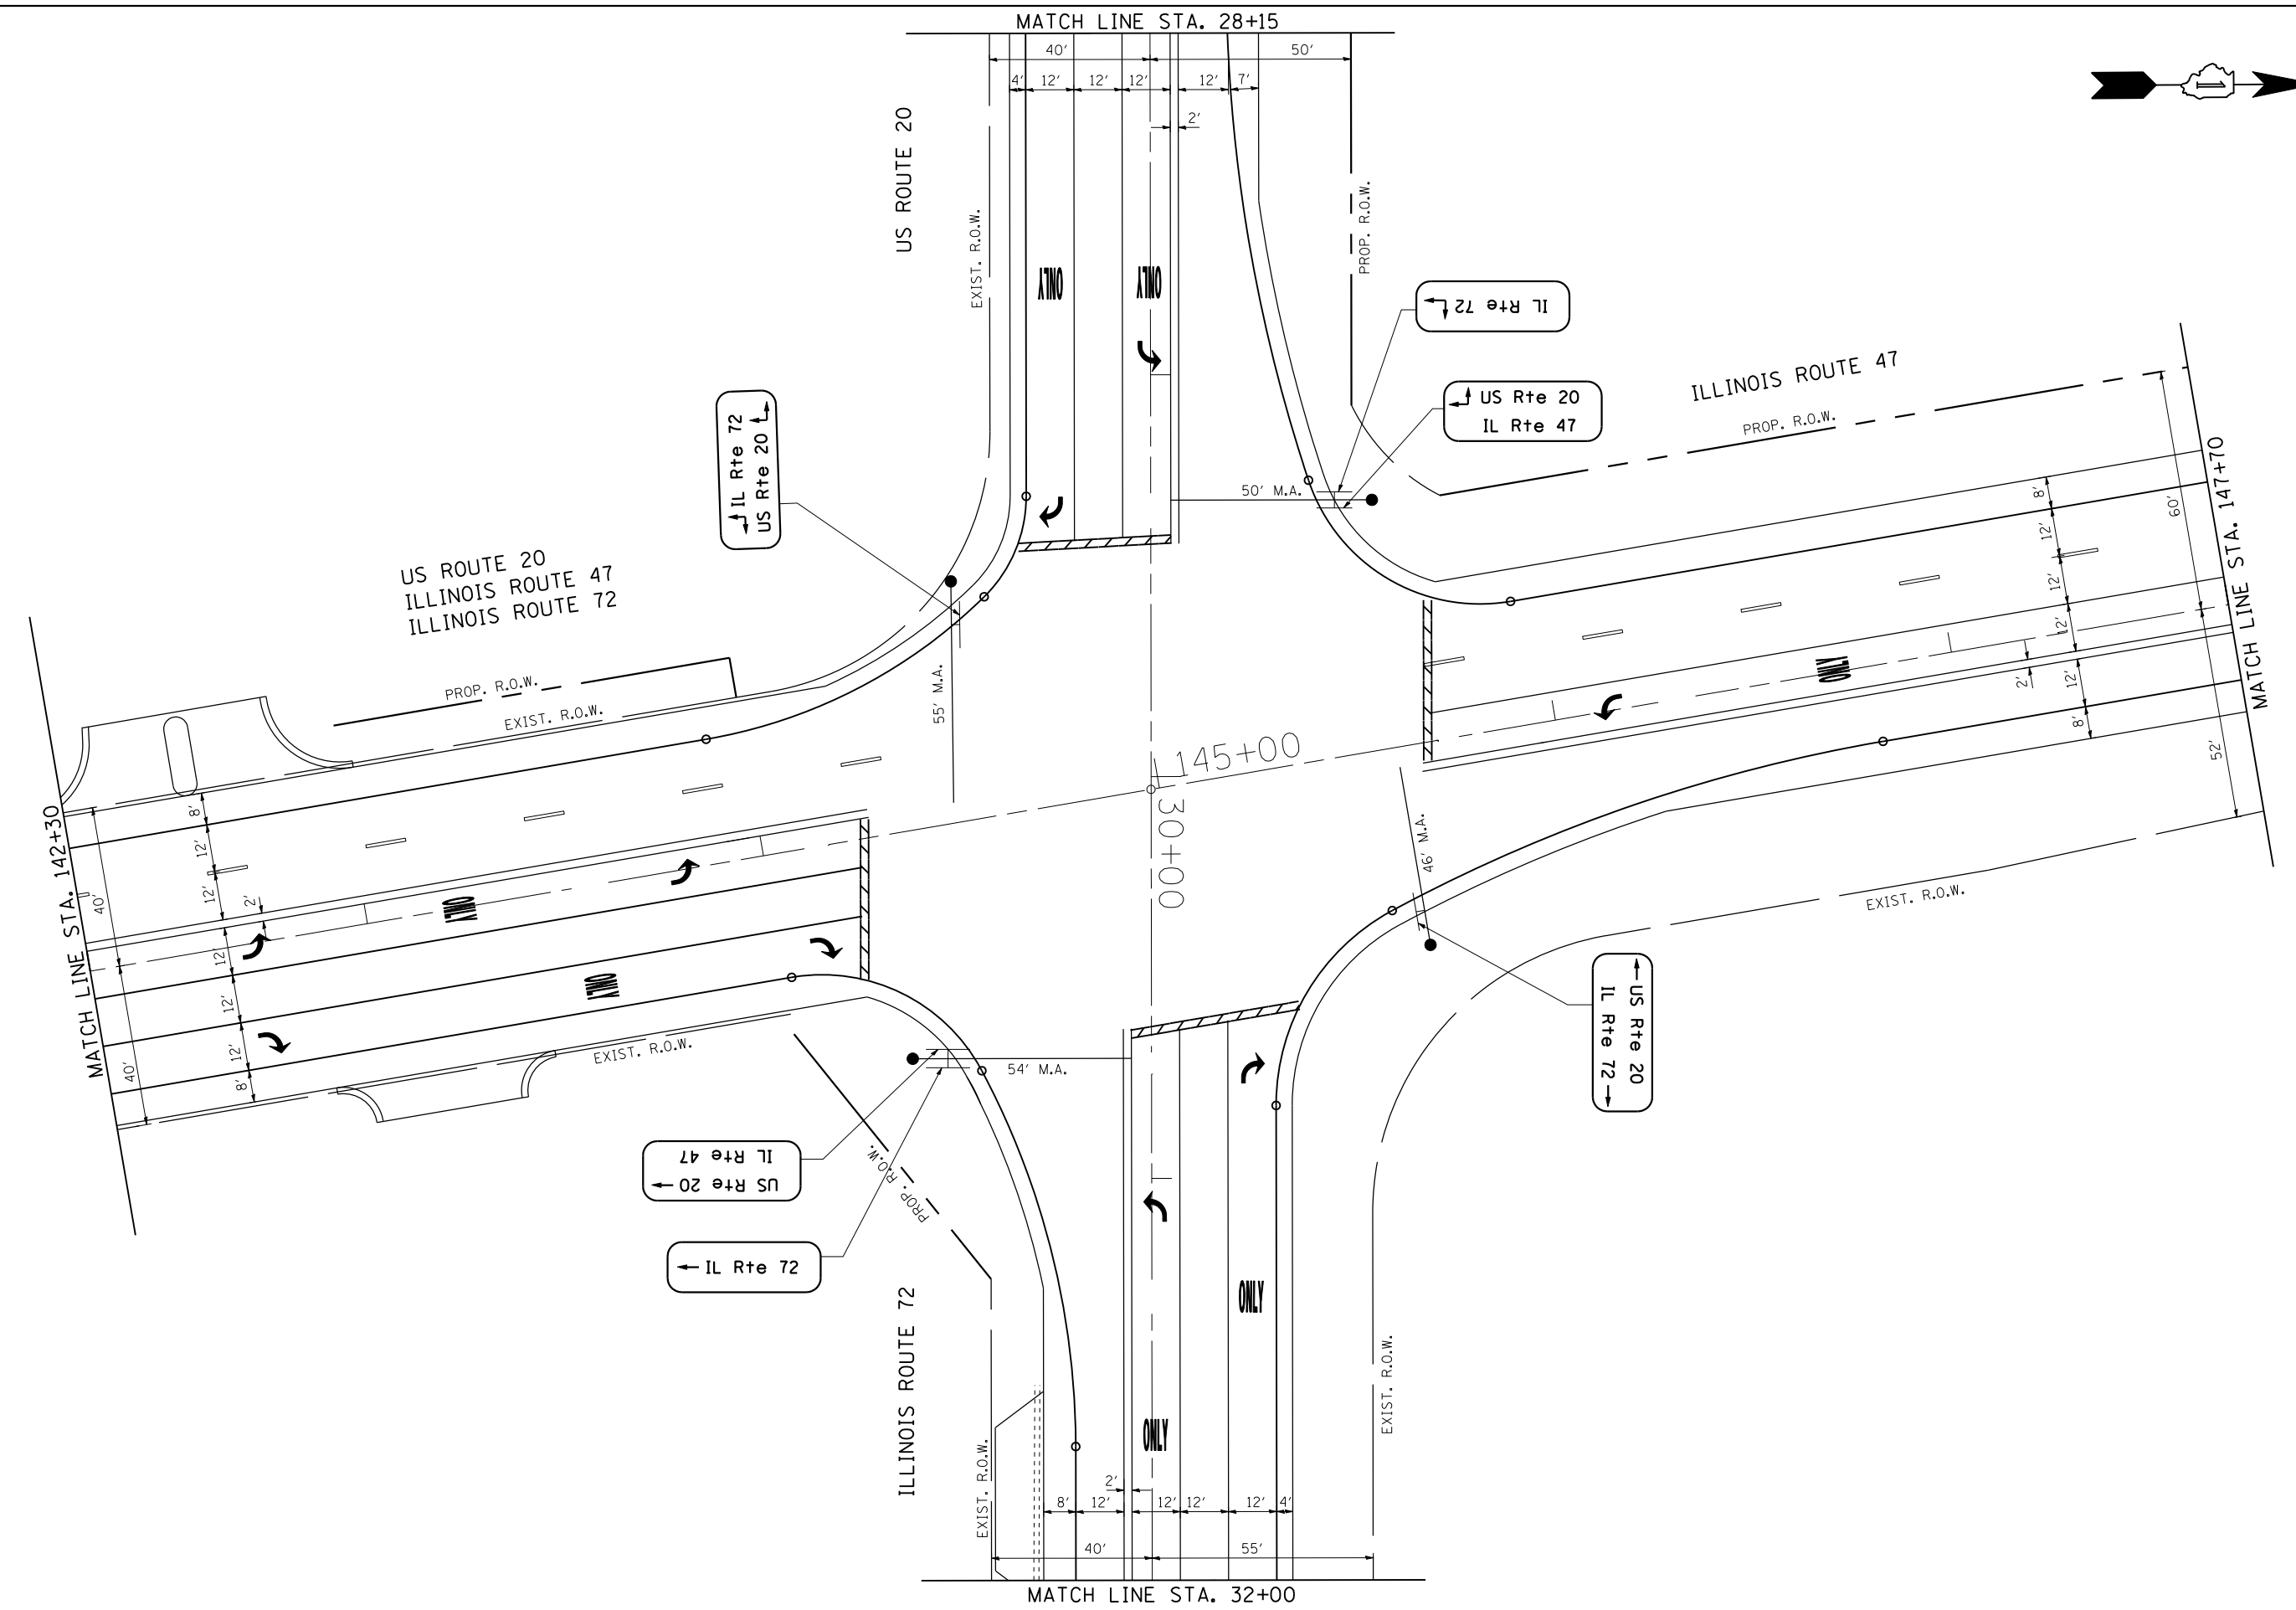 MATCH LINE STA. 28+15
40'
50'
4'
12'
12'
12'
12'
7'
2'
US ROUTE 20
EXIST. R.O.W.
PROP. R.O.W.
ONLY
ONLY
IL Rte 72
US Rte 20
IL Rte 47
ILLINOIS ROUTE 47
PROP. R.O.W.
IL Rte 72
US Rte 20
50' M.A.
US ROUTE 20
ILLINOIS ROUTE 47
ILLINOIS ROUTE 72
PROP. R.O.W.
EXIST. R.O.W.
55' M.A.
8'
12'
12'
12'
2'
12'
8'
60'
52'
MATCH LINE STA. 147+70
ONLY
145+00
30+00
MATCH LINE STA. 142+30
40'
40'
8'
12'
12'
2'
12'
12'
12'
8'
ONLY
ONLY
EXIST. R.O.W.
46' M.A.
EXIST. R.O.W.
US Rte 20
IL Rte 72
54' M.A.
IL Rte 47
US Rte 20
PROP. R.O.W.
IL Rte 72
ILLINOIS ROUTE 72
EXIST. R.O.W.
ONLY
ONLY
EXIST. R.O.W.
2'
8'
12'
12'
12'
12'
4'
40'
55'
MATCH LINE STA. 32+00
1